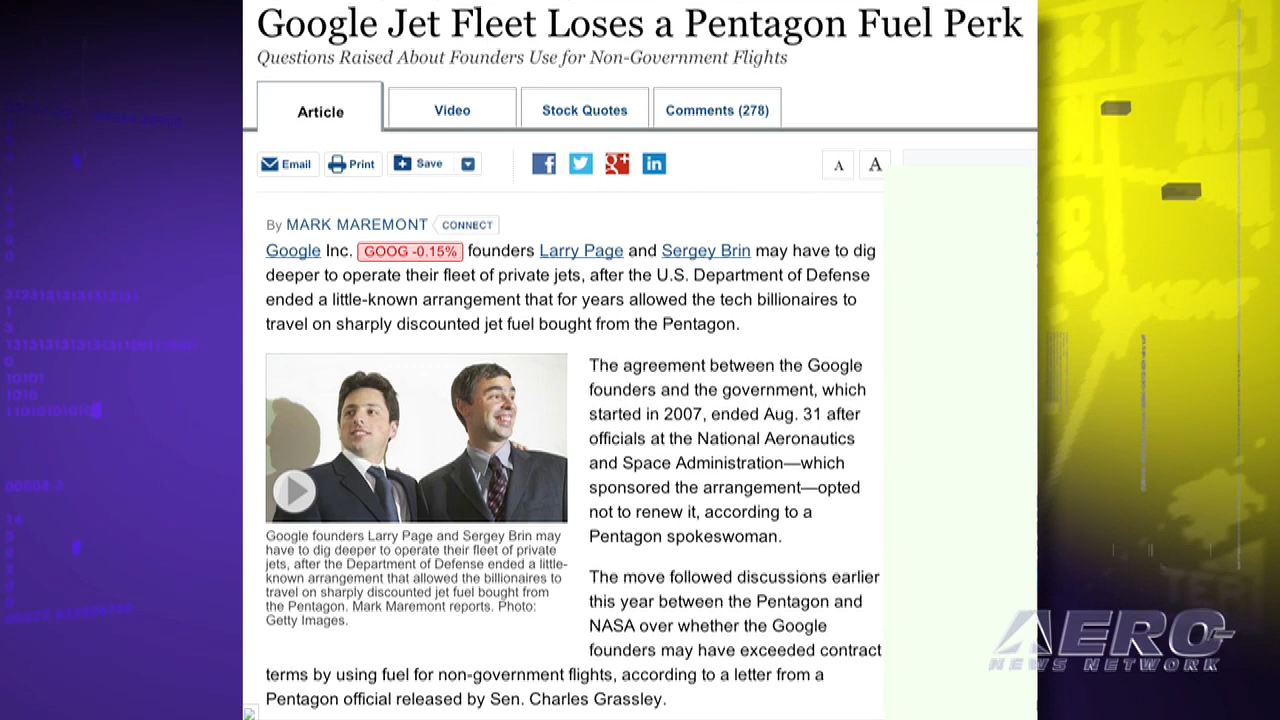 Google Jet Fleet Loses a Pentagon Fuel Perk
Questions Raised About Founders Use for Non-Government Flights
Article
Video
Stock Quotes
Comments (278)
Email
Print
Save
A
A
By MARK MAREMONT CONNECT
Google Inc. GOOG -0.15% founders Larry Page and Sergey Brin may have to dig
deeper to operate their fleet of private jets, after the U.S. Department of Defense
ended a little-known arrangement that for years allowed the tech billionaires to
travel on sharply discounted jet fuel bought from the Pentagon.
Google founders Larry Page and Sergey Brin may
have to dig deeper to operate their fleet of private
jets, after the Department of Defense ended a little-
known arrangement that allowed the billionaires to
travel on sharply discounted jet fuel bought from
the Pentagon. Mark Maremont reports. Photo:
Getty Images.
The agreement between the Google
founders and the government, which
started in 2007, ended Aug. 31 after
officials at the National Aeronautics
and Space Administration—which
sponsored the arrangement—opted
not to renew it, according to a
Pentagon spokeswoman.
The move followed discussions earlier
this year between the Pentagon and
NASA over whether the Google
founders may have exceeded contract
terms by using fuel for non-government flights, according to a letter from a
Pentagon official released by Sen. Charles Grassley.
AERO-
NEWS NETWORK